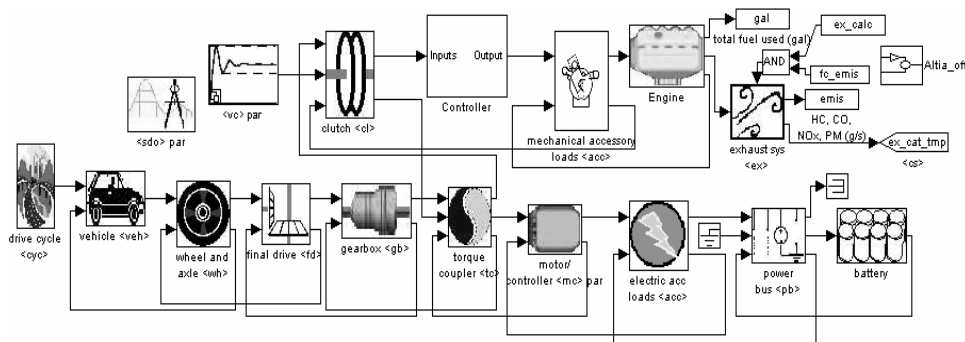 gal
total fuel used (gal)
ex_calc
AND
fc_emis
Altia_off
<vc> par
Inputs
Output
Controller
Engine
<sdo> par
clutch <cl>
mechanical accessory
loads <acc>
exhaust sys
<ex>
emis
HC, CO,
NOx, PM (g/s)
ex_cat_tmp
<cs>
drive cycle
<cyc>
vehicle <veh>
wheel and
axle <wh>
final drive <fd>
gearbox <gb>
torque
coupler <tc>
motor/
controller <mc> par
electric acc
loads <acc>
power
bus <pb>
battery